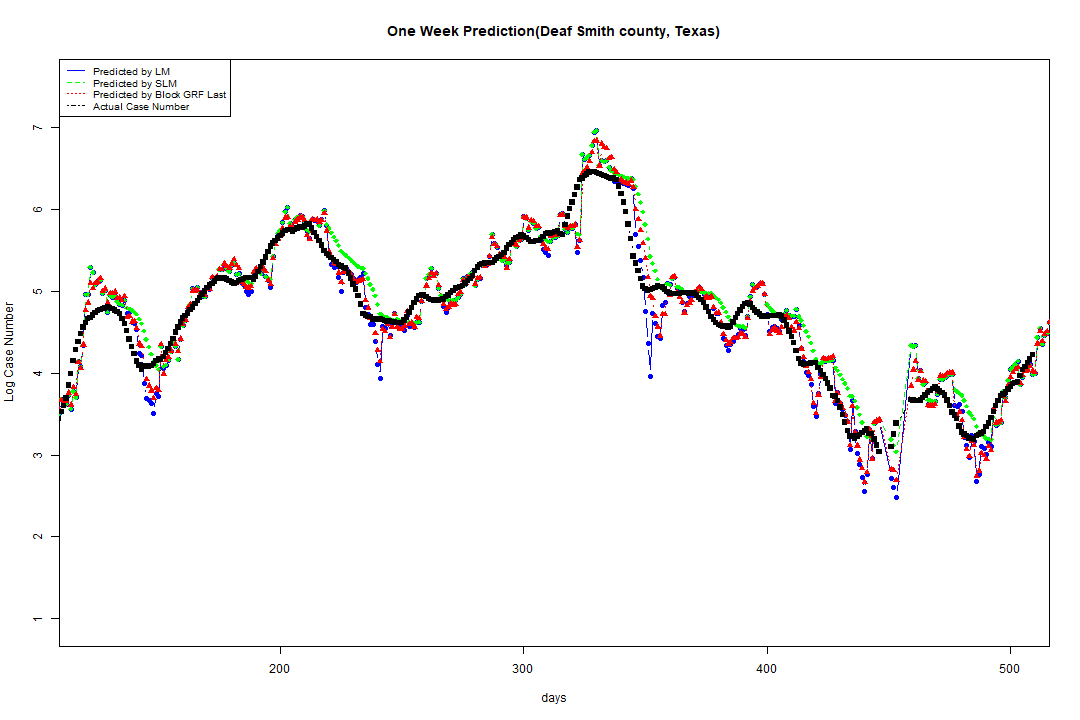 One Week Prediction(Deaf Smith county, Texas)
Predicted by LM
Predicted by SLM
Predicted by Block GRF Last
Actual Case Number
7
6
5
4
3
2
1
Log Case Number
200 300 400 500
days